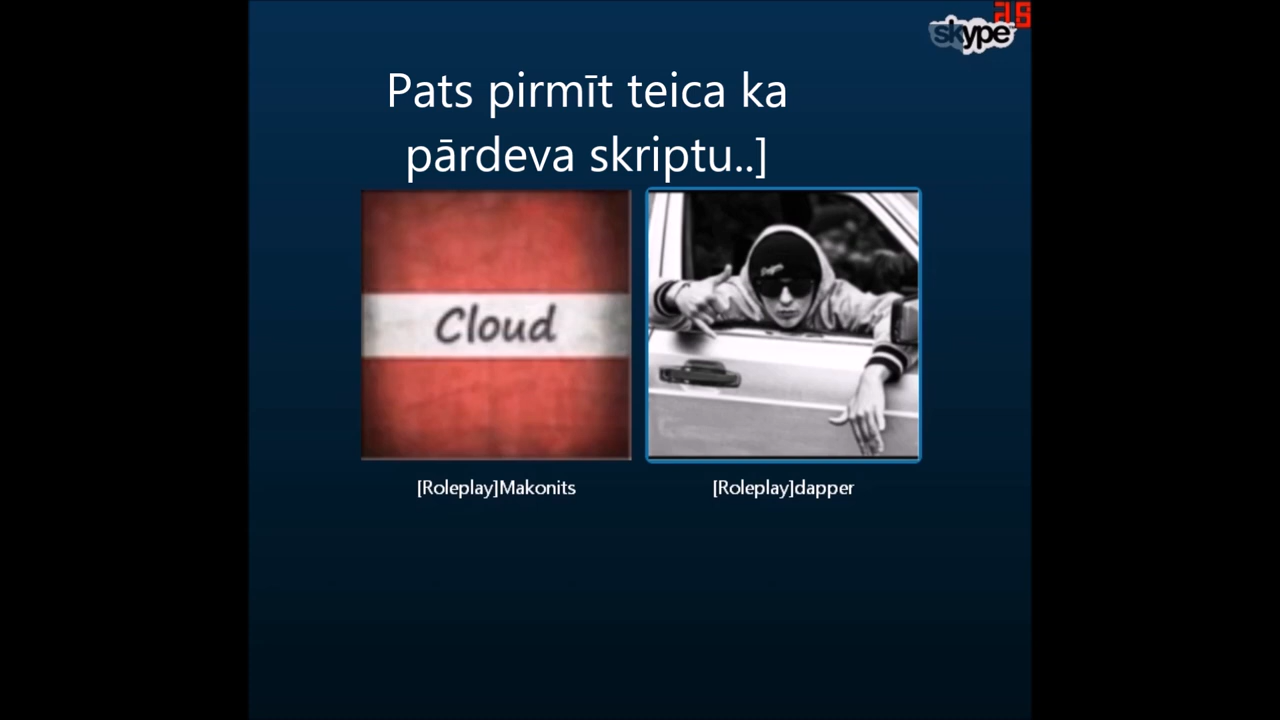 skype
Pats pirmīt teica ka
pārdeva skriptu..]
Cloud
[Roleplay]Makonits
[Roleplay]dapper